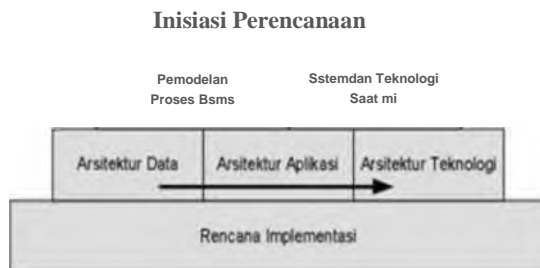 Inisiasi Perencanaan
Pemodelan
Proses Bsms
Sstemdan Teknologi
Saat mi
Arsitektur Data
Arsitektur Aplikasi
Arsitektur Teknologi
Rencana Implementasi